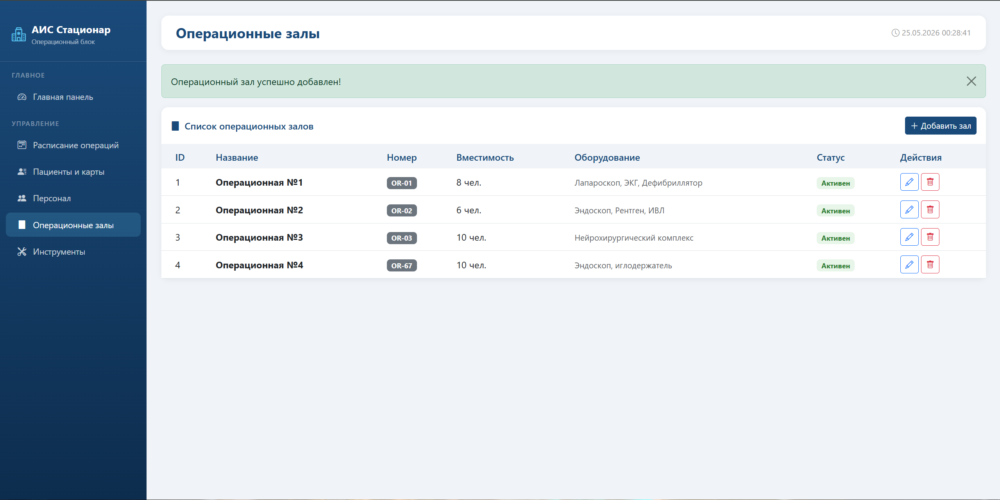 АИС Стационар
Операционный блок
ГЛАВНОЕ
Главная панель
УПРАВЛЕНИЕ
Расписание операций
Пациенты и карты
Персонал
Операционные залы
Инструменты
Операционные залы
25.05.2026 00:28:41
Операционный зал успешно добавлен!
Список операционных залов
+ Добавить зал
ID Название Номер Вместимость Оборудование Статус Действия
1 Операционная №1 OR-01 8 чел. Лапароскоп, ЭКГ, Дефибриллятор Активен
2 Операционная №2 OR-02 6 чел. Эндоскоп, Рентген, ИВЛ Активен
3 Операционная №3 OR-03 10 чел. Нейрохирургический комплекс Активен
4 Операционная №4 OR-67 10 чел. Эндоскоп, иглодержатель Активен